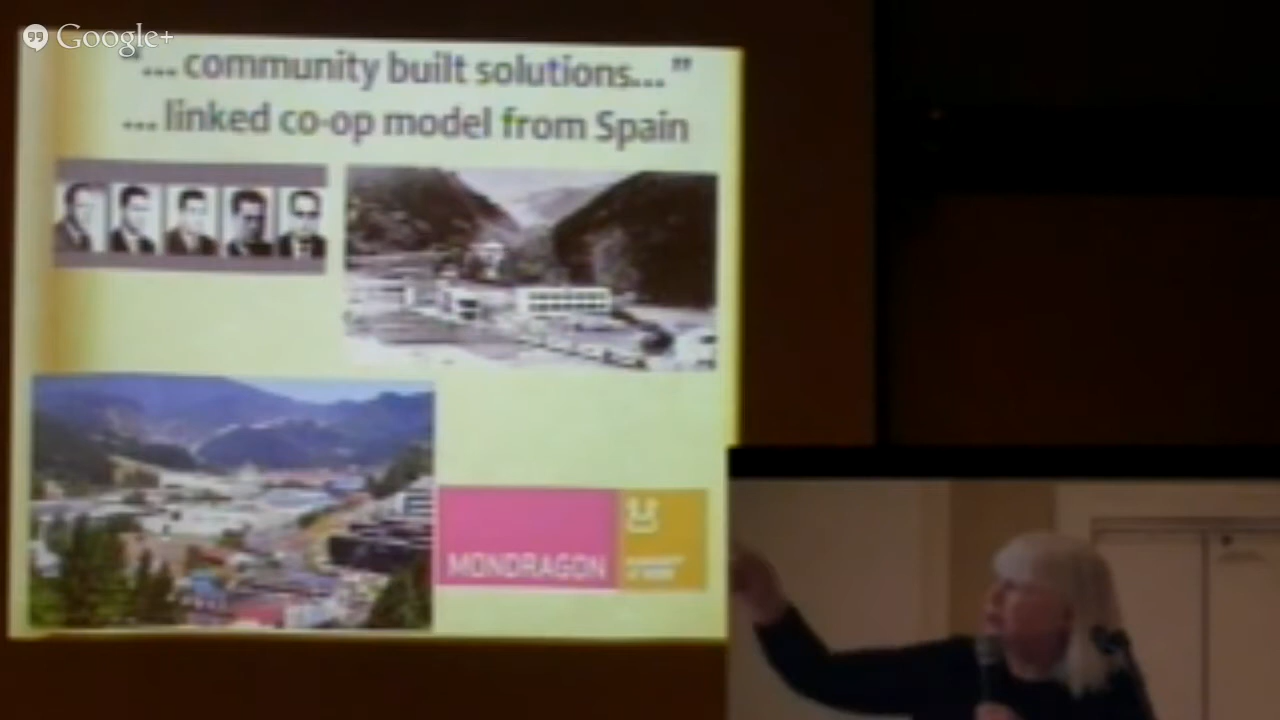 Google+
"... community built solutions..."
... linked co-op model from Spain
MONDRAGON